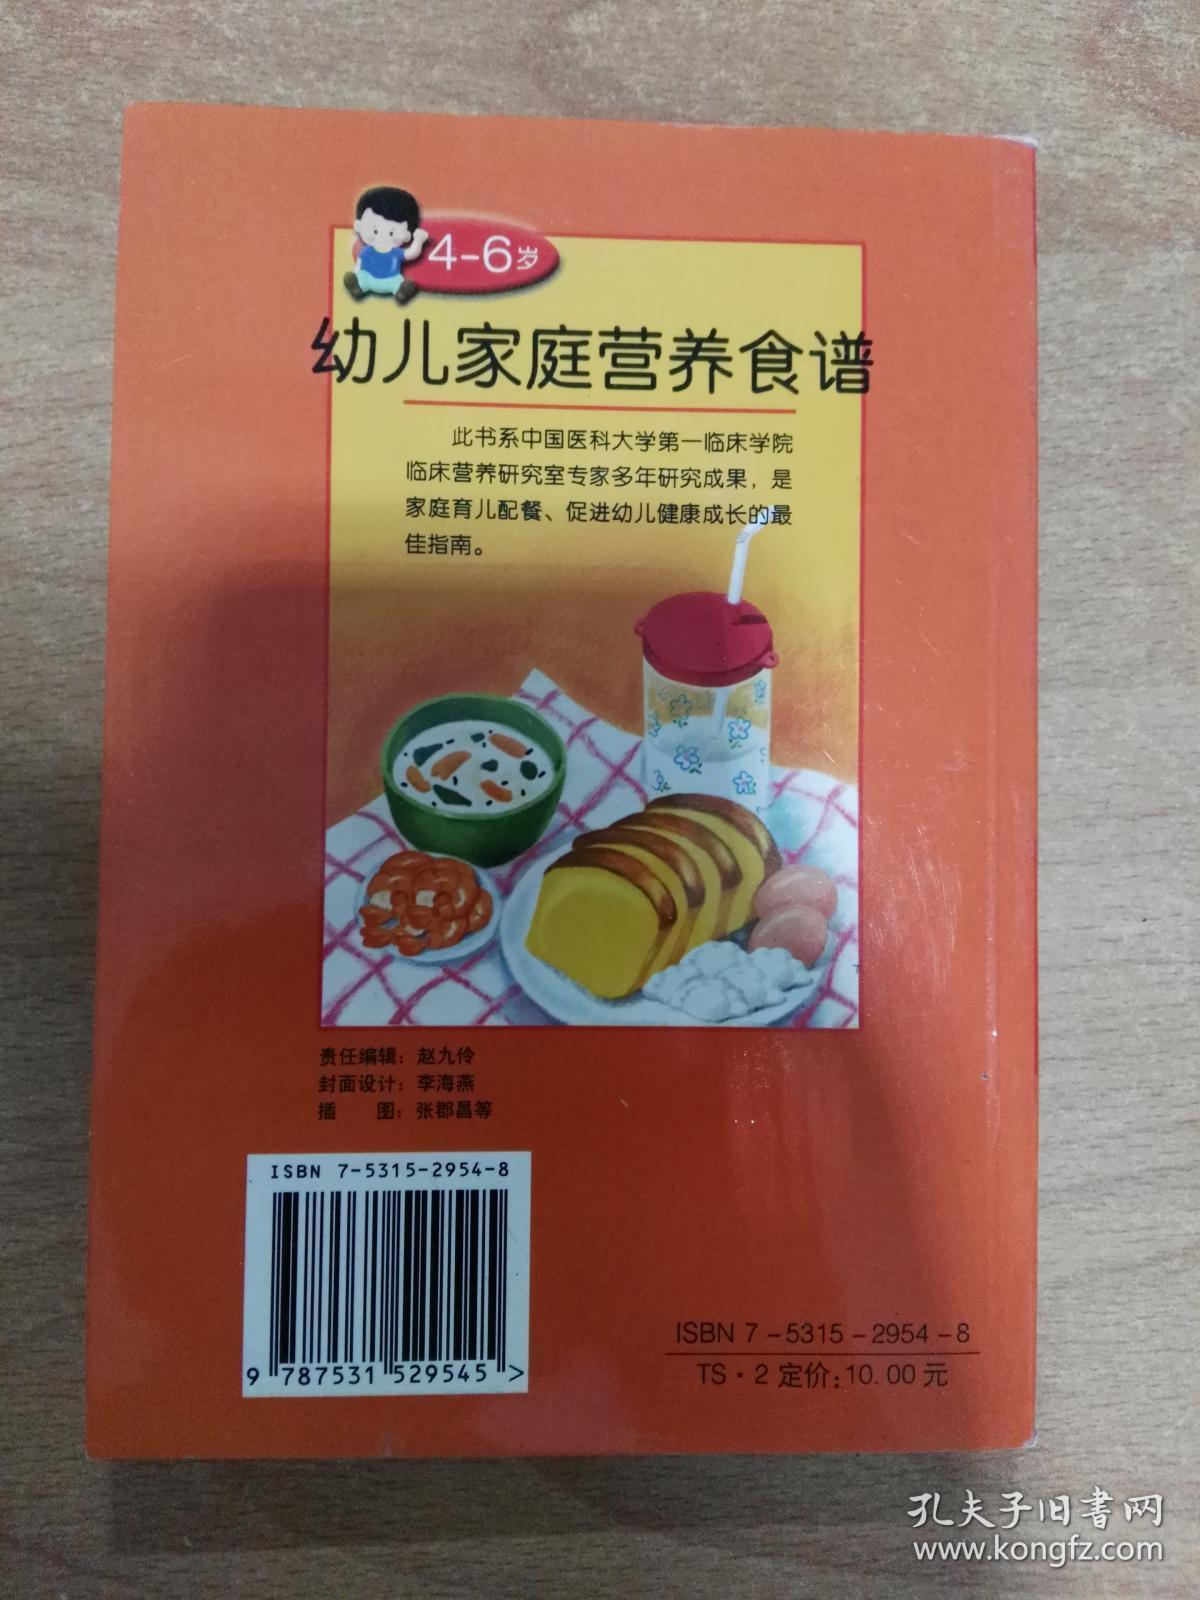 4-6岁
幼儿家庭营养食谱
此书系中国医科大学第一临床学院
临床营养研究室专家多年研究成果，是
家庭育儿配餐、促进幼儿健康成长的最
佳指南。
责任编辑：赵九伶
封面设计：李海燕
插　　图：张郡昌等
ISBN 7-5315-2954-8
9 787531 529545 >
ISBN 7-5315-2954-8
TS·2 定价：10.00元
孔夫子旧书网
www.kongfz.com